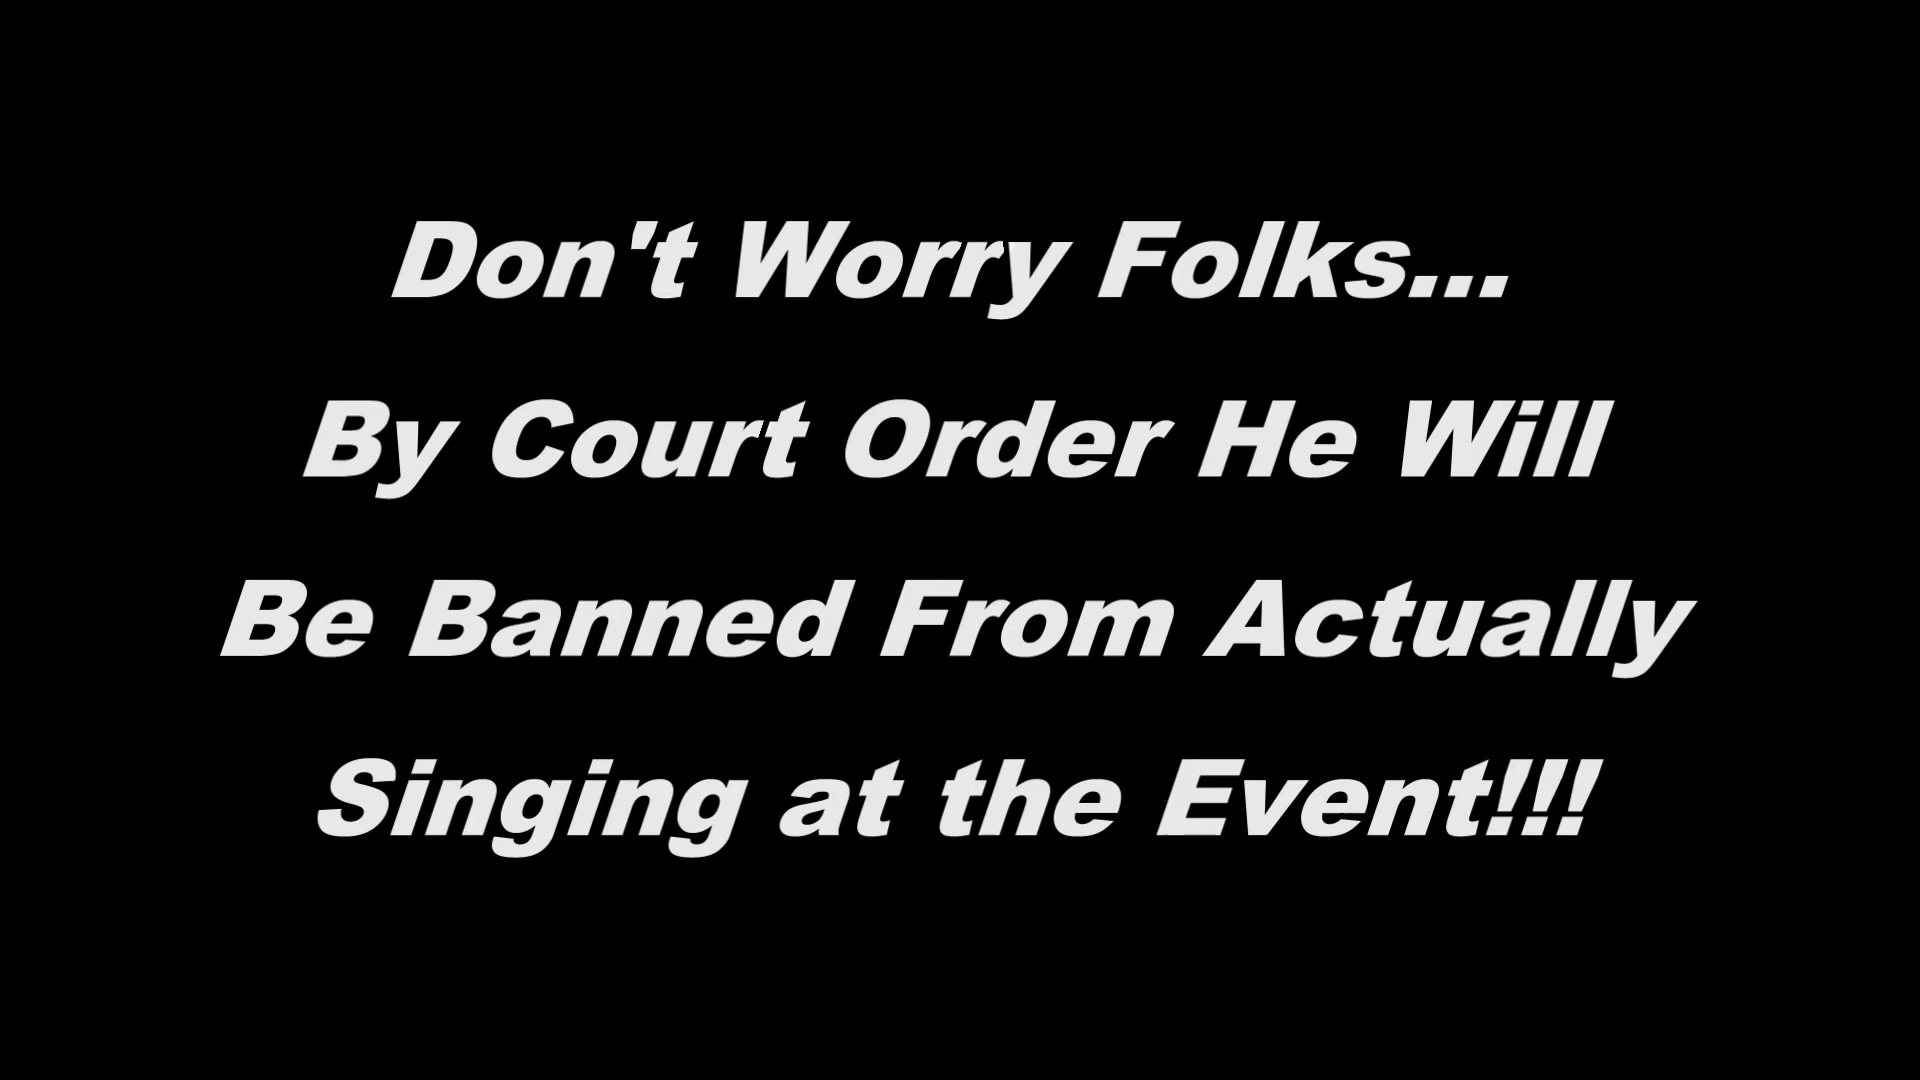 Don't Worry Folks...
By Court Order He Will
Be Banned From Actually
Singing at the Event!!!